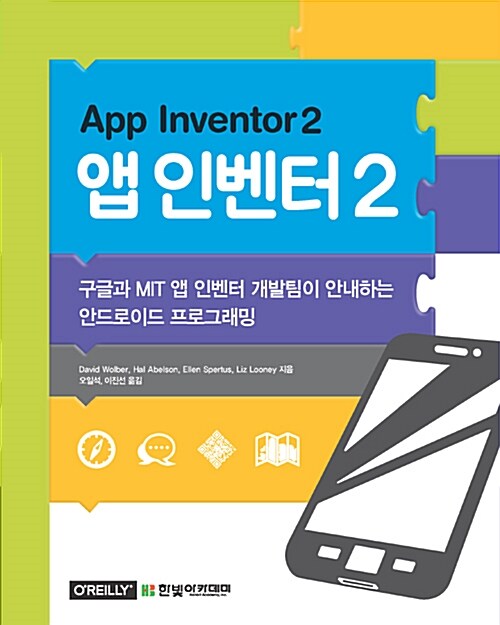 App Inventor 2
앱 인벤터 2
구글과 MIT 앱 인벤터 개발팀이 안내하는
안드로이드 프로그래밍
David Wolber, Hal Abelson, Ellen Spertus, Liz Looney 지음
오일석, 이진선 옮김
O'REILLY® 한빛아카데미
Hanbit Academy, Inc.